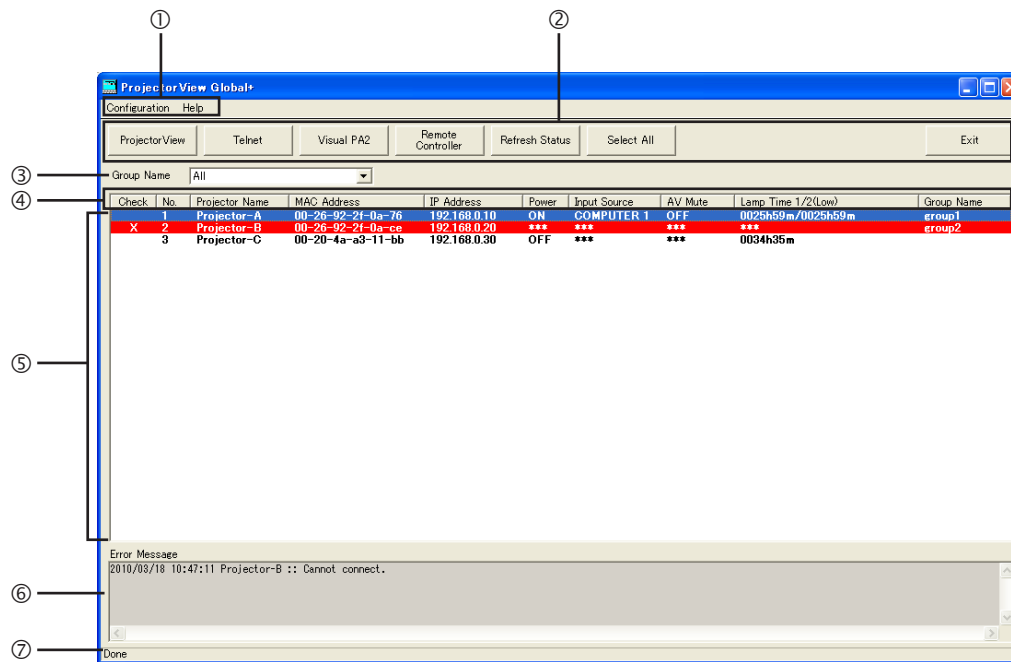 ① ②
ProjectorView Global+
Configuration Help
ProjectorView Telnet Visual PA2 Remote Controller Refresh Status Select All Exit
③ Group Name All
④ Check No. Projector Name MAC Address IP Address Power Input Source AV Mute Lamp Time 1/2(Low) Group Name
1 Projector-A 00-26-92-2f-0a-76 192.168.0.10 ON COMPUTER 1 OFF 0025h59m/0025h59m group1
X 2 Projector-B 00-26-92-2f-0a-ce 192.168.0.20 *** *** *** *** group2
3 Projector-C 00-20-4a-a3-11-bb 192.168.0.30 OFF *** *** 0034h35m
⑤
Error Message
2010/03/18 10:47:11 Projector-B :: Cannot connect.
⑥
⑦ Done